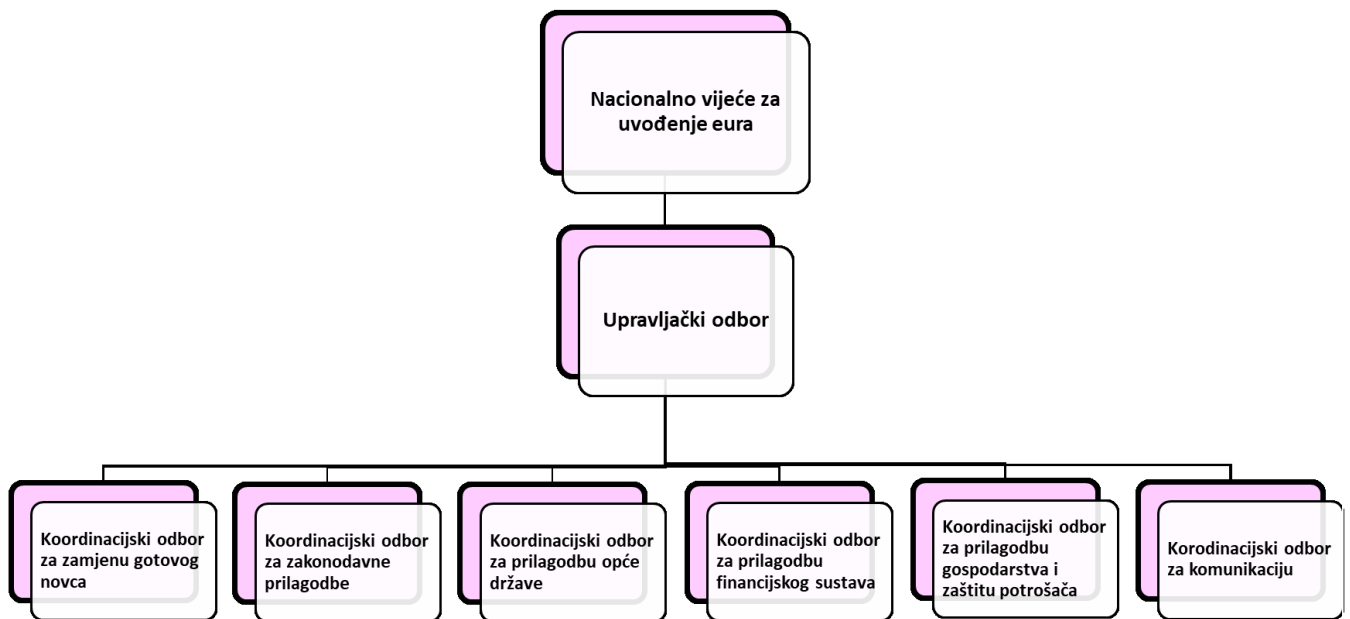 Nacionalno vijeće za
uvođenje eura
Upravljački odbor
Koordinacijski odbor
za zamjenu gotovog
novca
Koordinacijski odbor
za zakonodavne
prilagodbe
Koordinacijski odbor
za prilagodbu opće
države
Koordinacijski odbor
za prilagodbu
financijskog sustava
Koordinacijski odbor
za prilagodbu
gospodarstva i
zaštitu potrošača
Korodinacijski odbor
za komunikaciju